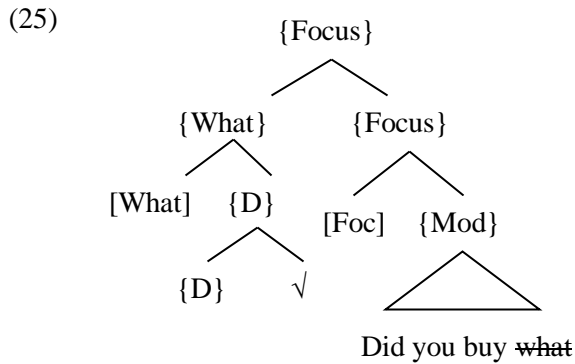 (25)
{Focus}
{What} {Focus}
[What] {D} [Foc] {Mod}
{D} √
Did you buy what